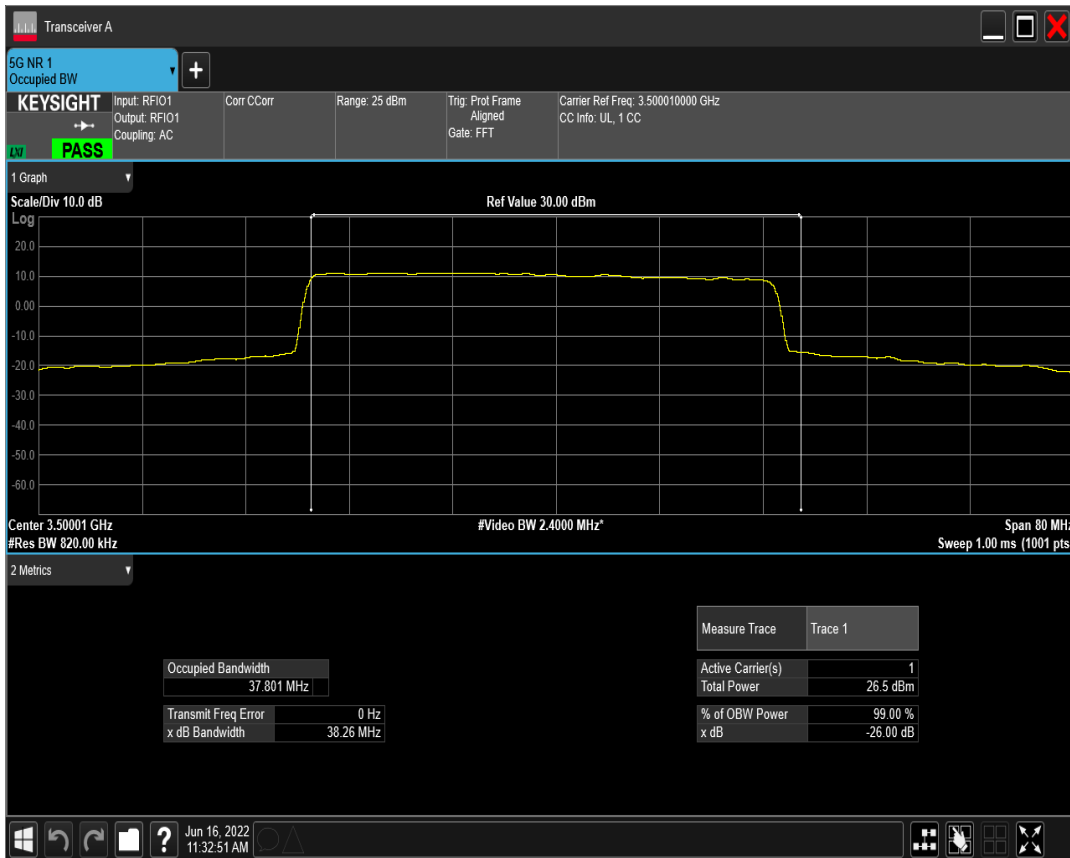 Transceiver A
5G NR 1
Occupied BW
KEYSIGHT
LXI
PASS
Input: RFIO1
Output: RFIO1
Coupling: AC
Corr CCorr
Range: 25 dBm
Trig: Prot Frame
Aligned
Gate: FFT
Carrier Ref Freq: 3.500010000 GHz
CC Info: UL, 1 CC
1 Graph
Scale/Div 10.0 dB
Ref Value 30.00 dBm
Log
20.0
10.0
0.00
-10.0
-20.0
-30.0
-40.0
-50.0
-60.0
Center 3.50001 GHz
#Video BW 2.4000 MHz*
Span 80 MHz
#Res BW 820.00 kHz
Sweep 1.00 ms (1001 pts
2 Metrics
Measure Trace Trace 1
Occupied Bandwidth
37.801 MHz
Active Carrier(s) 1
Total Power 26.5 dBm
Transmit Freq Error 0 Hz
x dB Bandwidth 38.26 MHz
% of OBW Power 99.00 %
x dB -26.00 dB
?
Jun 16, 2022
11:32:51 AM